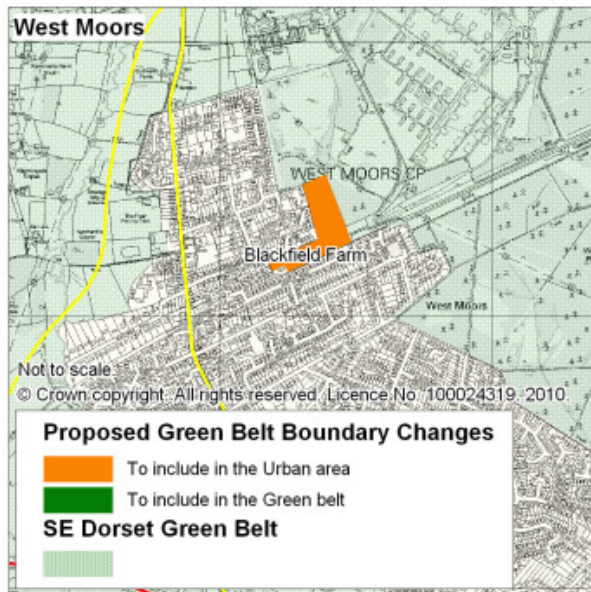 West Moors
WEST MOORS CP
Blackfield Farm
West Moors
Not to scale
© Crown copyright. All rights reserved. Licence No. 100024319, 2010.
Proposed Green Belt Boundary Changes
To include in the Urban area
To include in the Green belt
SE Dorset Green Belt